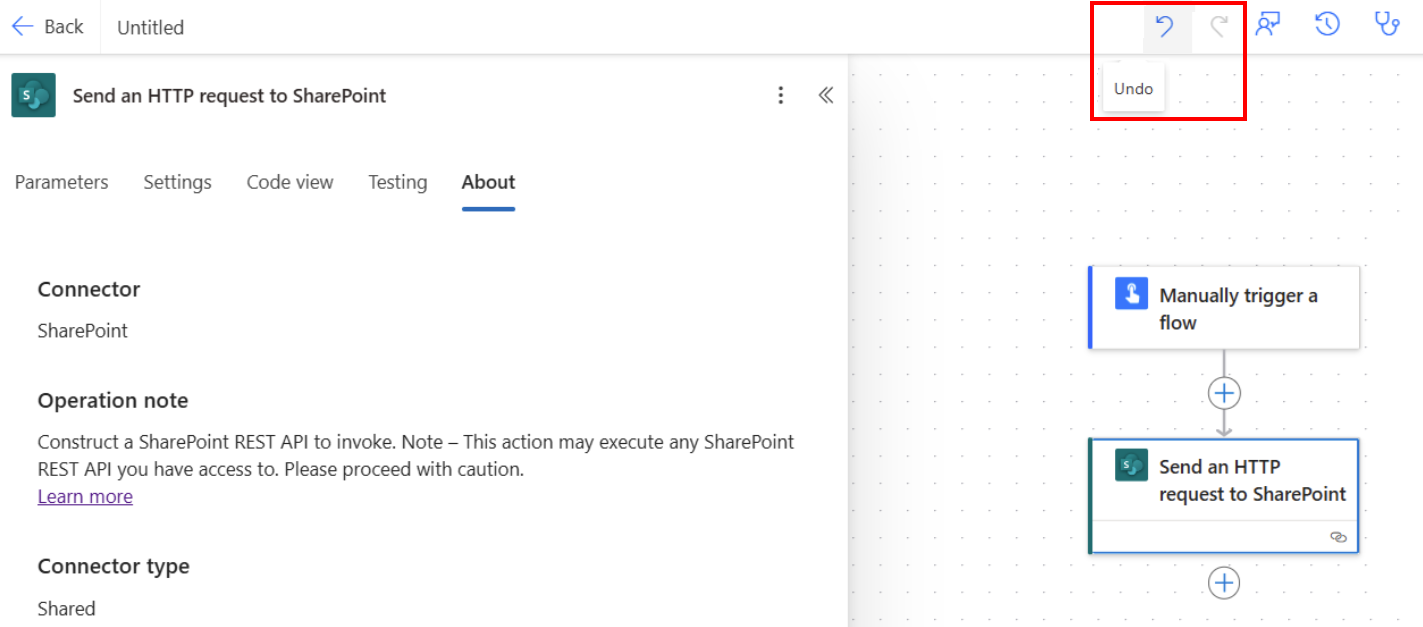 Back
Untitled
Undo
Send an HTTP request to SharePoint
Parameters
Settings
Code view
Testing
About
Connector
SharePoint
Operation note
Construct a SharePoint REST API to invoke. Note – This action may execute any SharePoint
REST API you have access to. Please proceed with caution.
Learn more
Connector type
Shared
Manually trigger a
flow
Send an HTTP
request to SharePoint